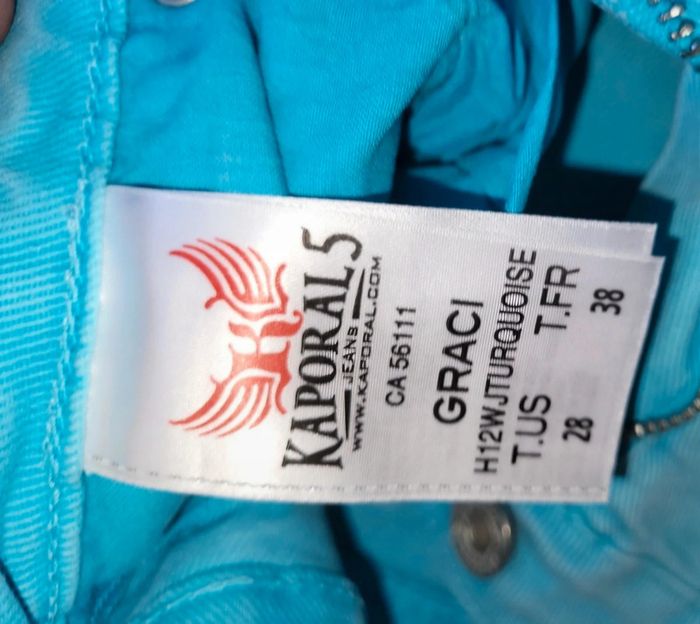 KAPORAL 5
JEANS
WWW.KAPORAL.COM
CA 56111
GRACI
H12WJTURQUOISE
T.US T.FR
28 38